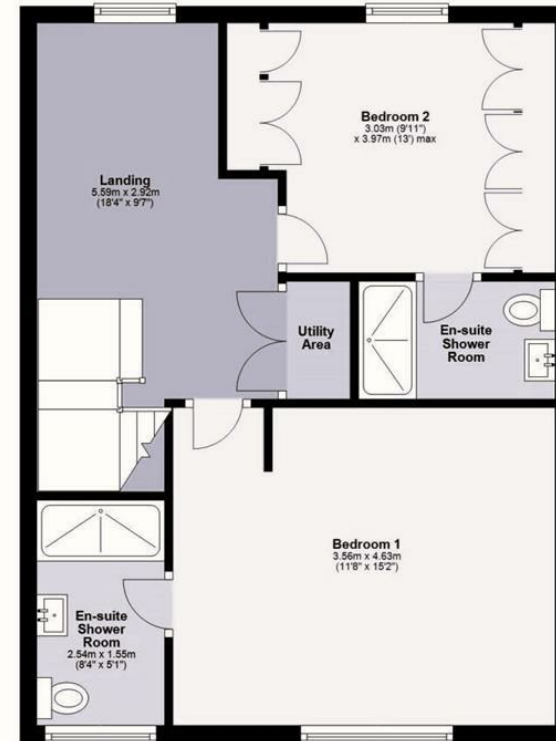 Bedroom 2
3.03m (9'11")
x 3.97m (13') max
Landing
5.59m x 2.92m
(18'4" x 9'7")
Utility
Area
En-suite
Shower
Room
Bedroom 1
3.56m x 4.63m
(11'8" x 15'2")
En-suite
Shower
Room
2.54m x 1.55m
(8'4" x 5'1")